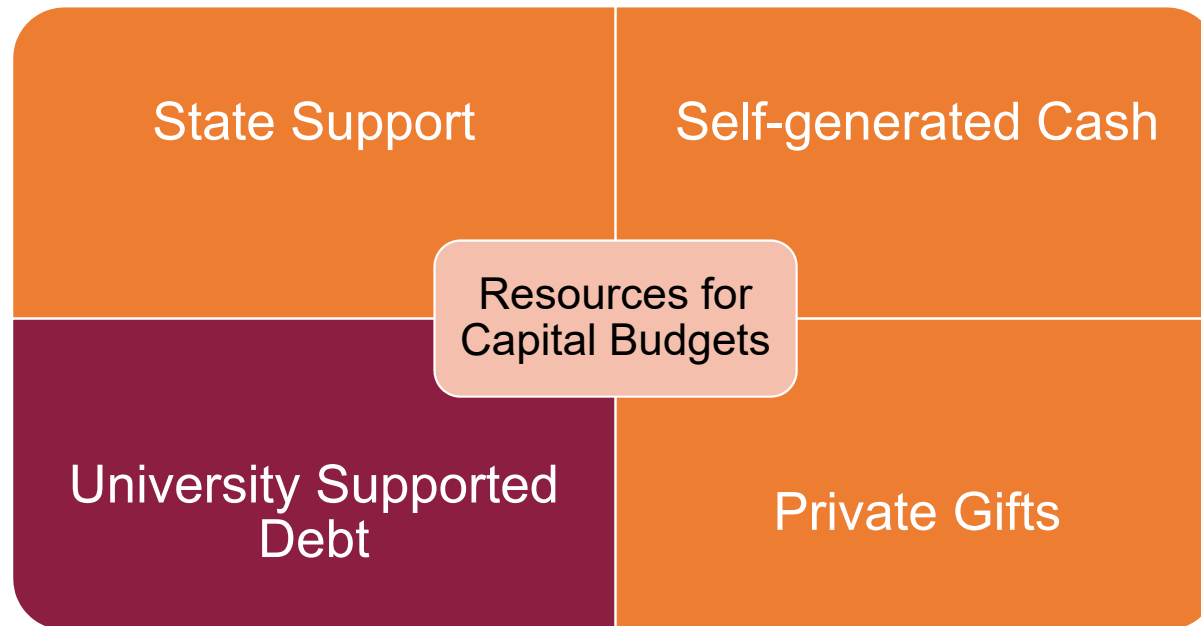 State Support
Self-generated Cash
Resources for
Capital Budgets
University Supported
Debt
Private Gifts